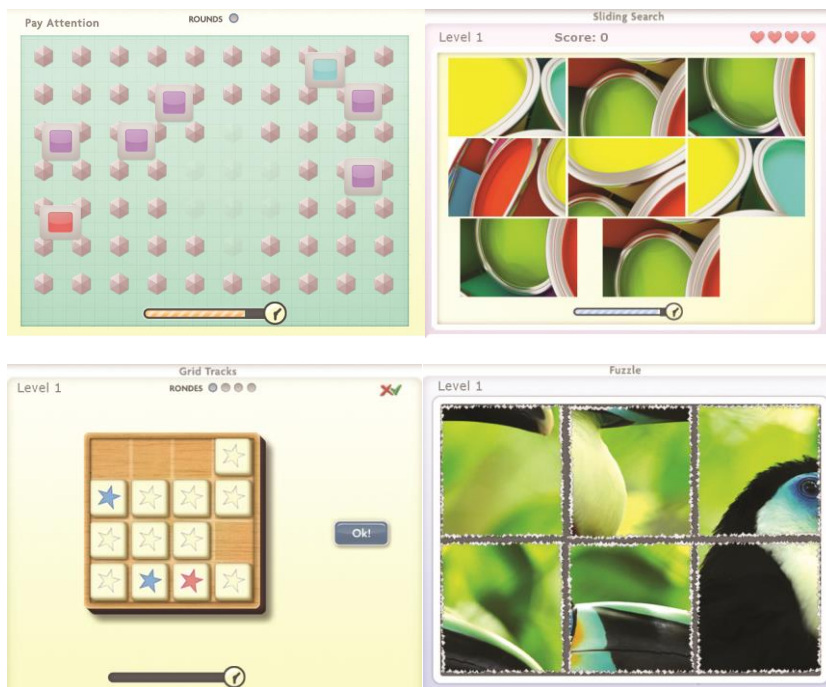 Pay Attention
ROUNDS
Sliding Search
Level 1
Score: 0
Grid Tracks
Level 1
RONDES
Ok!
Fuzzle
Level 1